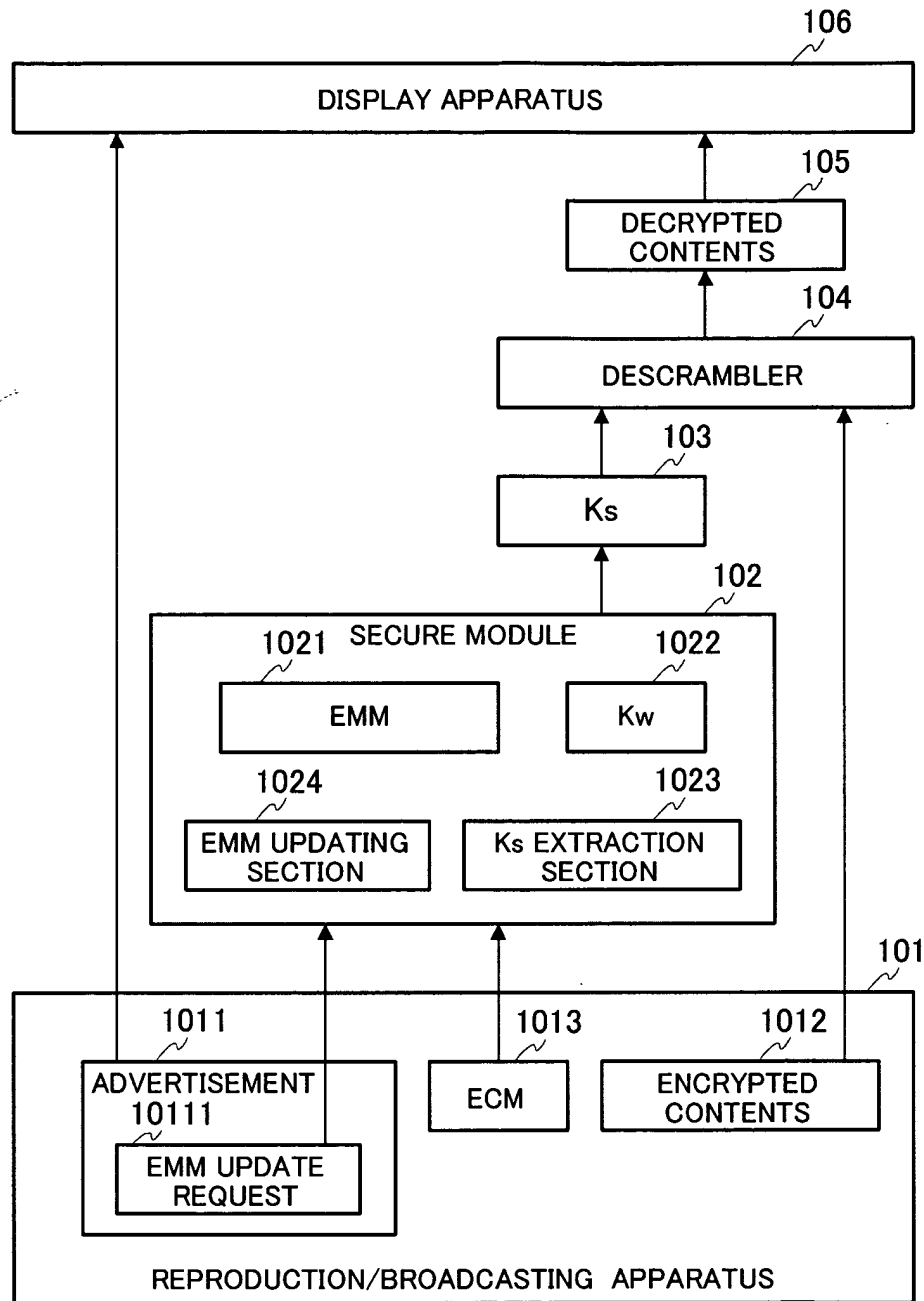 106
DISPLAY APPARATUS
105
DECRYPTED
CONTENTS
104
DESCRAMBLER
103
Ks
102
SECURE MODULE
1021
EMM
1022
Kw
1024
EMM UPDATING
SECTION
1023
Ks EXTRACTION
SECTION
101
1011
ADVERTISEMENT
10111
EMM UPDATE
REQUEST
1013
ECM
1012
ENCRYPTED
CONTENTS
REPRODUCTION/BROADCASTING APPARATUS